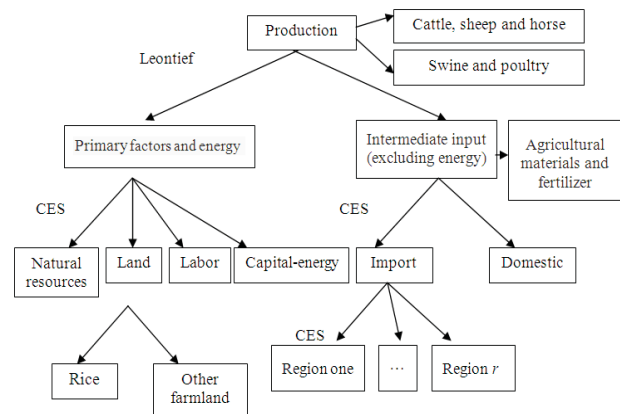 Production
Cattle, sheep and horse
Swine and poultry
Leontief
Primary factors and energy
Intermediate input
(excluding energy)
Agricultural
materials and
fertilizer
CES
CES
Natural
resources
Land
Labor
Capital-energy
Import
Domestic
CES
Rice
Other
farmland
Region one
...
Region r